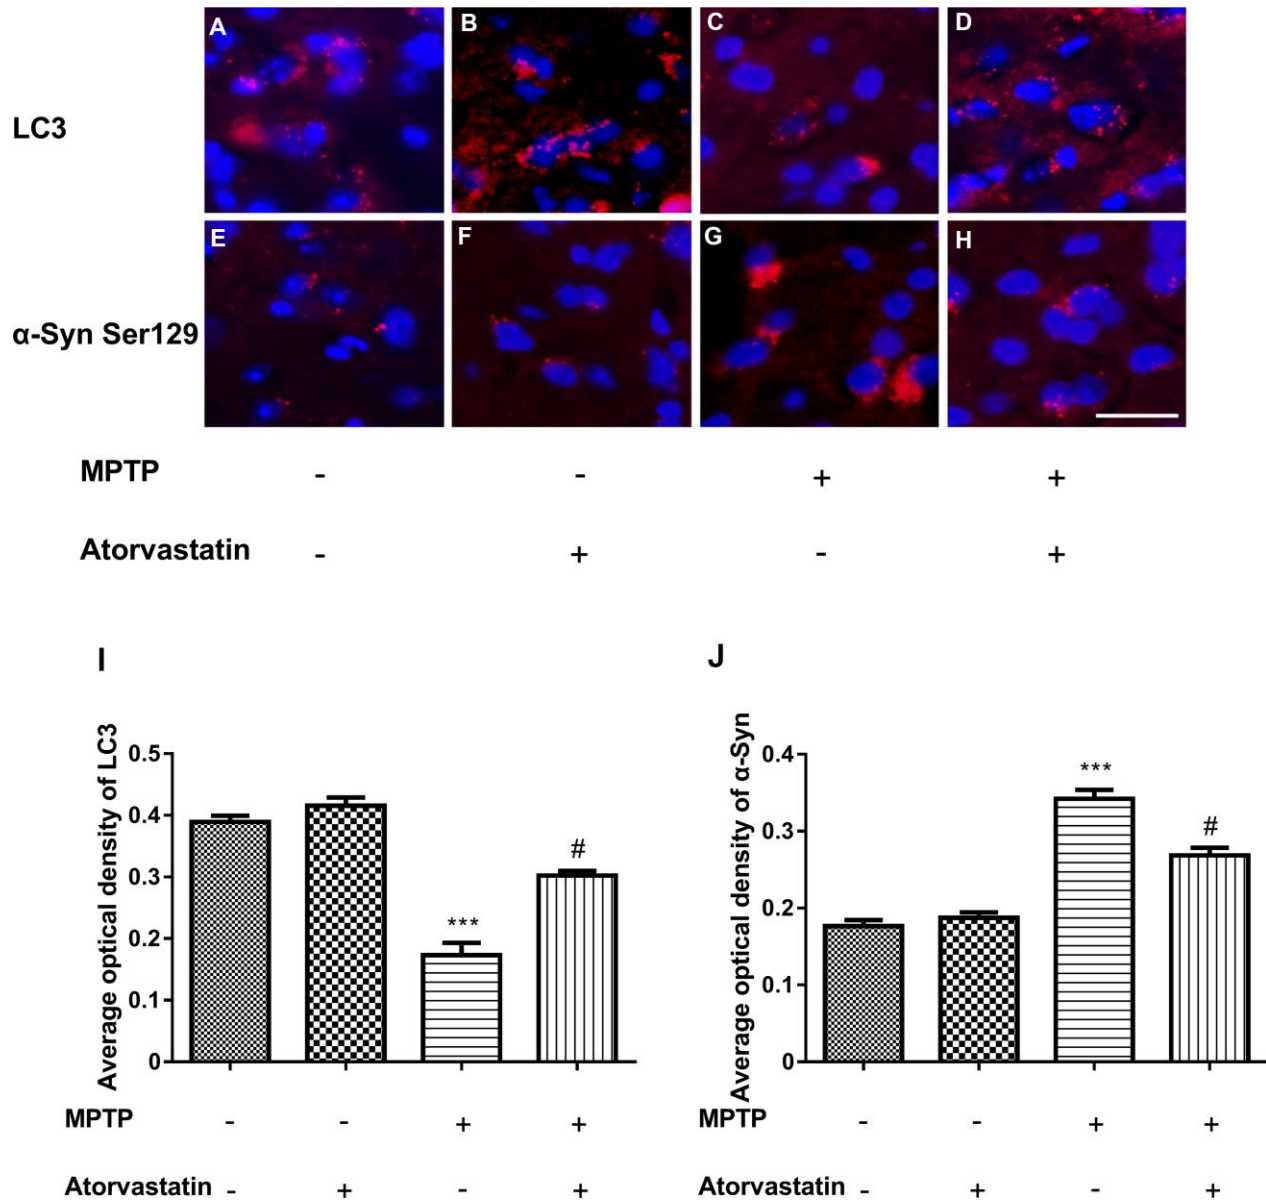 A B C D
LC3
E F G H
α-Syn Ser129
MPTP - - + +
Atorvastatin - + - +
I
Average optical density of LC3
0.5
0.4
0.3
0.2
0.1
0
***
#
MPTP - - + +
Atorvastatin - + - +
J
Average optical density of α-Syn
0.4
0.3
0.2
0.1
0
***
#
MPTP - - + +
Atorvastatin - + - +